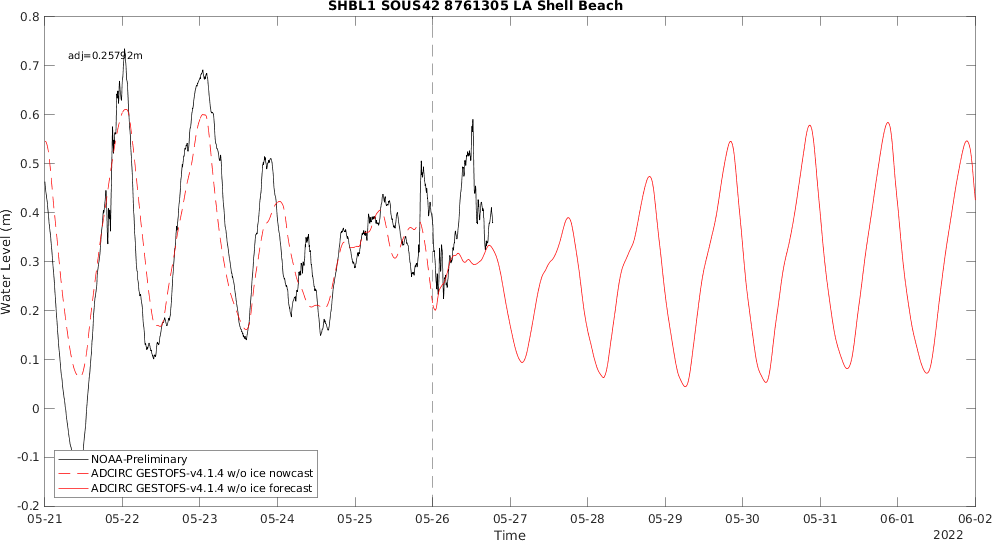 SHBL1 SOUS42 8761305 LA Shell Beach
adj=0.25792m
Water Level (m)
0.8
0.7
0.6
0.5
0.4
0.3
0.2
0.1
0
-0.1
-0.2
NOAA-Preliminary
ADCIRC GESTOFS-v4.1.4 w/o ice nowcast
ADCIRC GESTOFS-v4.1.4 w/o ice forecast
05-21 05-22 05-23 05-24 05-25 05-26 05-27 05-28 05-29 05-30 05-31 06-01 06-02
Time
2022